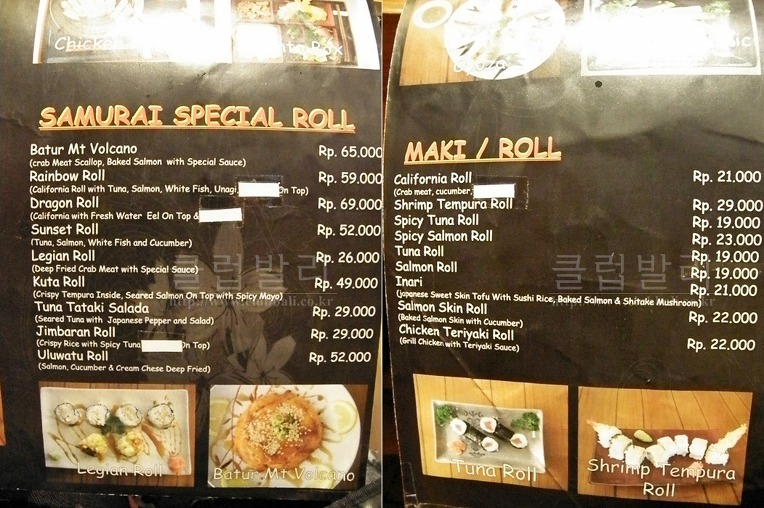 Chicken
Box
SAMURAI SPECIAL ROLL
Batur Mt Volcano Rp. 65.000
(crab Meat Scallop, Baked Salmon with Special Sauce)
Rainbow Roll Rp. 59.000
(California Roll with Tuna, Salmon, White Fish, Unagi, On Top)
Dragon Roll Rp. 69.000
(California with Fresh Water Eel On Top &
Sunset Roll Rp. 52.000
(Tuna, Salmon, White Fish and Cucumber)
Legian Roll Rp. 26.000
(Deep Fried Crab Meat with Special Sauce)
Kuta Roll Rp. 49.000
(Crispy Tempura Inside, Seared Salmon On Top with Spicy Mayo)
Tuna Tataki Salada Rp. 29.000
(Seared Tuna with Japanese Pepper and Salad)
Jimbaran Roll Rp. 29.000
(Crispy Rice with Spicy Tuna On Top)
Uluwatu Roll Rp. 52.000
(Salmon, Cucumber & Cream Chese Deep Fried)
Legian Roll
Batur Mt Volcano
클럽발리
MAKI / ROLL
California Roll Rp. 21.000
(Crab meat, cucumber,
Shrimp Tempura Roll Rp. 29.000
Spicy Tuna Roll Rp. 19.000
Spicy Salmon Roll Rp. 23.000
Tuna Roll Rp. 19.000
Salmon Roll Rp. 19.000
Inari Rp. 21.000
(japanese Sweet Skin Tofu With Sushi Rice, Baked Salmon & Shitake Mushroom)
Salmon Skin Roll Rp. 22.000
(Baked Salmon Skin with Cucumber)
Chicken Teriyaki Roll Rp. 22.000
(Grill Chicken with Teriyaki Sauce)
Tuna Roll
Shrimp Tempura
Roll
클럽발리